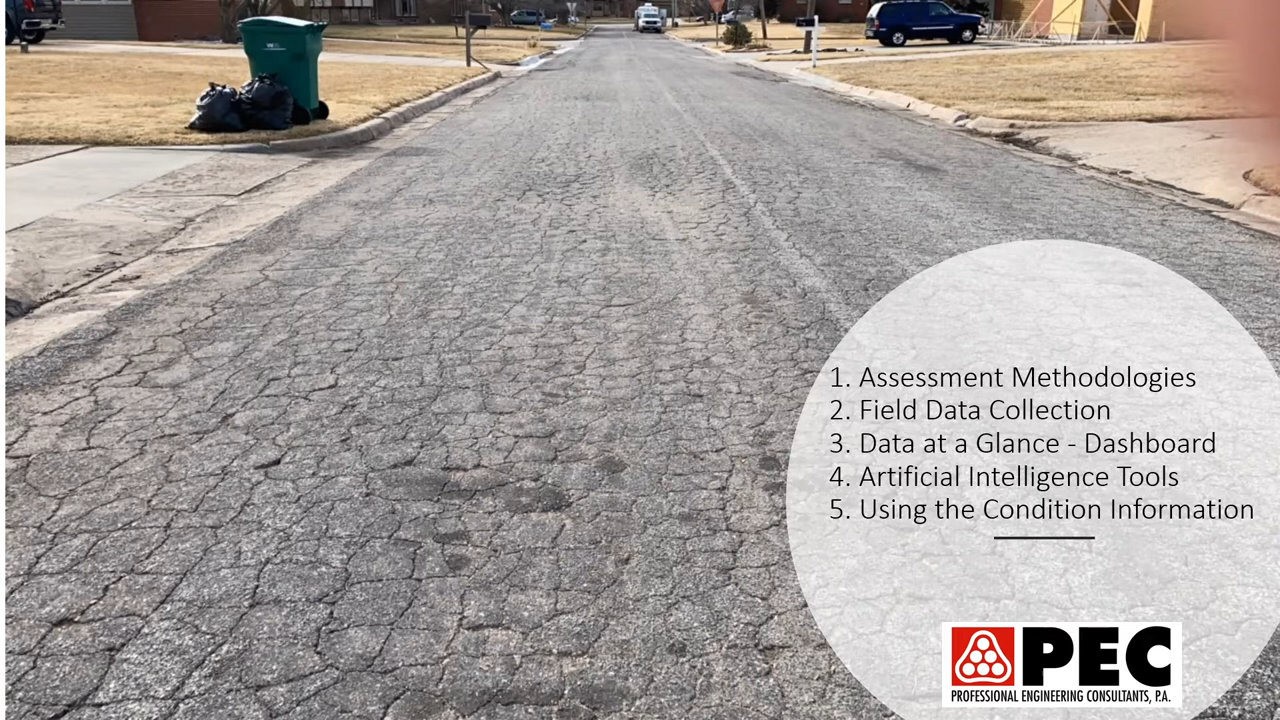 1. Assessment Methodologies
2. Field Data Collection
3. Data at a Glance - Dashboard
4. Artificial Intelligence Tools
5. Using the Condition Information
PEC
PROFESSIONAL ENGINEERING CONSULTANTS, P.A.